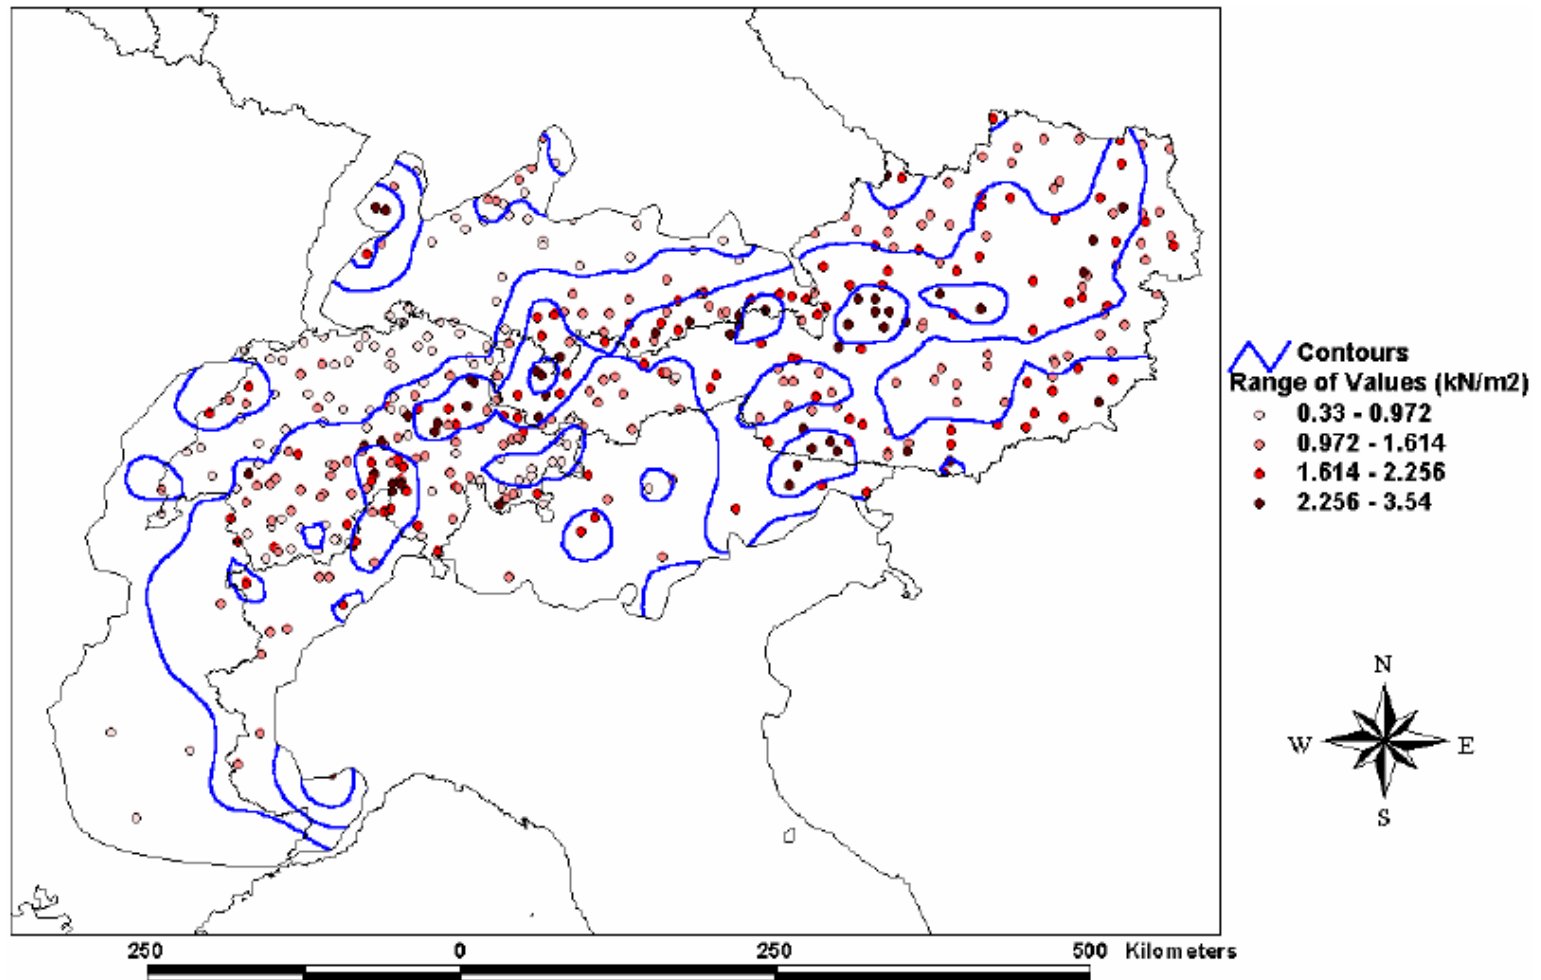 Contours
Range of Values (kN/m2)
0.33 - 0.972
0.972 - 1.614
1.614 - 2.256
2.256 - 3.54
N
W E
S
250 0 250 500 Kilometers